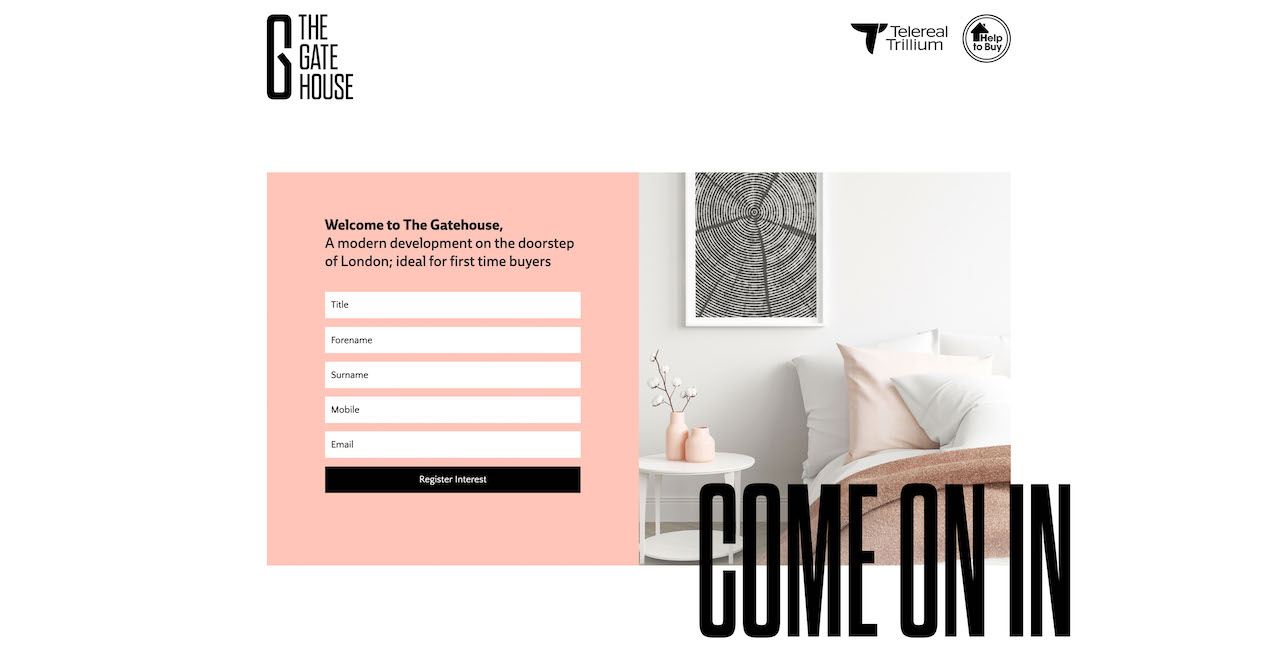 THE
GATE
HOUSE
Telereal
Trillium
Help
to Buy
Welcome to The Gatehouse,
A modern development on the doorstep
of London; ideal for first time buyers
Title
Forename
Surname
Mobile
Email
Register Interest
COME ON IN